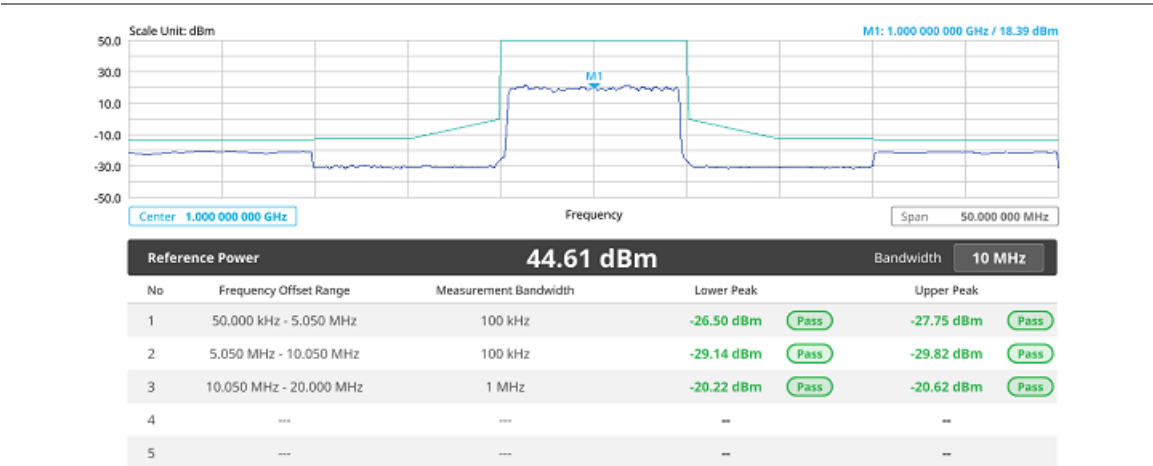 Scale Unit: dBm M1: 1.000 000 000 GHz / 18.39 dBm
50.0
30.0
M1
10.0
-10.0
-30.0
-50.0
Center 1.000 000 000 GHz Frequency Span 50.000 000 MHz
Reference Power 44.61 dBm Bandwidth 10 MHz
No Frequency Offset Range Measurement Bandwidth Lower Peak Upper Peak
1 50.000 kHz - 5.050 MHz 100 kHz -26.50 dBm Pass -27.75 dBm Pass
2 5.050 MHz - 10.050 MHz 100 kHz -29.14 dBm Pass -29.82 dBm Pass
3 10.050 MHz - 20.000 MHz 1 MHz -20.22 dBm Pass -20.62 dBm Pass
4 --- --- -- --
5 --- --- -- --